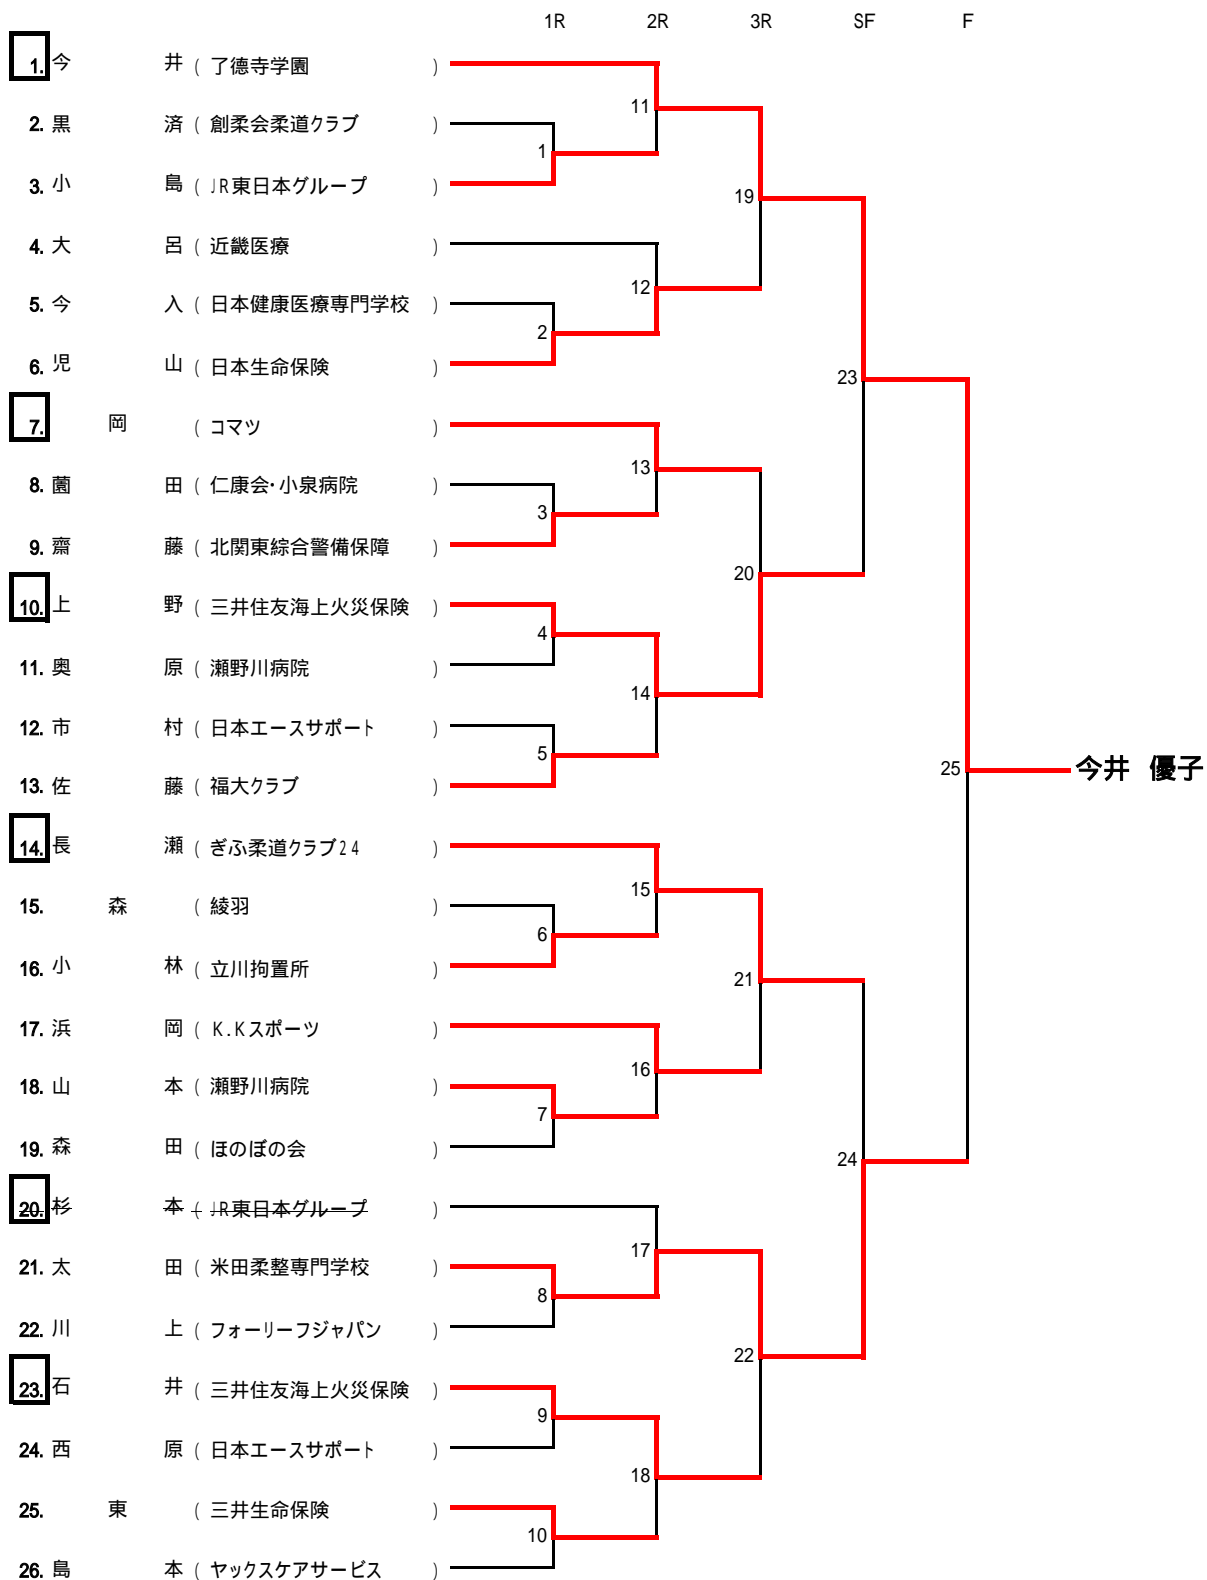 1R 2R 3R SF F
1. 今 井 ( 了德寺学園 )
11
2. 黒 済 ( 創柔会柔道クラブ )
1
3. 小 島 ( JR東日本グループ )
19
4. 大 呂 ( 近畿医療 )
12
5. 今 入 ( 日本健康医療専門学校 )
2
6. 児 山 ( 日本生命保険 )
23
7. 岡 ( コマツ )
13
8. 薗 田 ( 仁康会・小泉病院 )
3
9. 齋 藤 ( 北関東綜合警備保障 )
20
10. 上 野 ( 三井住友海上火災保険 )
4
11. 奥 原 ( 瀬野川病院 )
14
12. 市 村 ( 日本エースサポート )
5
13. 佐 藤 ( 福大クラブ )
25 今井 優子
14. 長 瀬 ( ぎふ柔道クラブ24 )
15
15. 森 ( 綾羽 )
6
16. 小 林 ( 立川拘置所 )
21
17. 浜 岡 ( K.Kスポーツ )
16
18. 山 本 ( 瀬野川病院 )
7
19. 森 田 ( ほのぼの会 )
24
20. 杉 本 ( JR東日本グループ )
17
21. 太 田 ( 米田柔整専門学校 )
8
22. 川 上 ( フォーリーフジャパン )
22
23. 石 井 ( 三井住友海上火災保険 )
9
24. 西 原 ( 日本エースサポート )
18
25. 東 ( 三井生命保険 )
10
26. 島 本 ( ヤックスケアサービス )